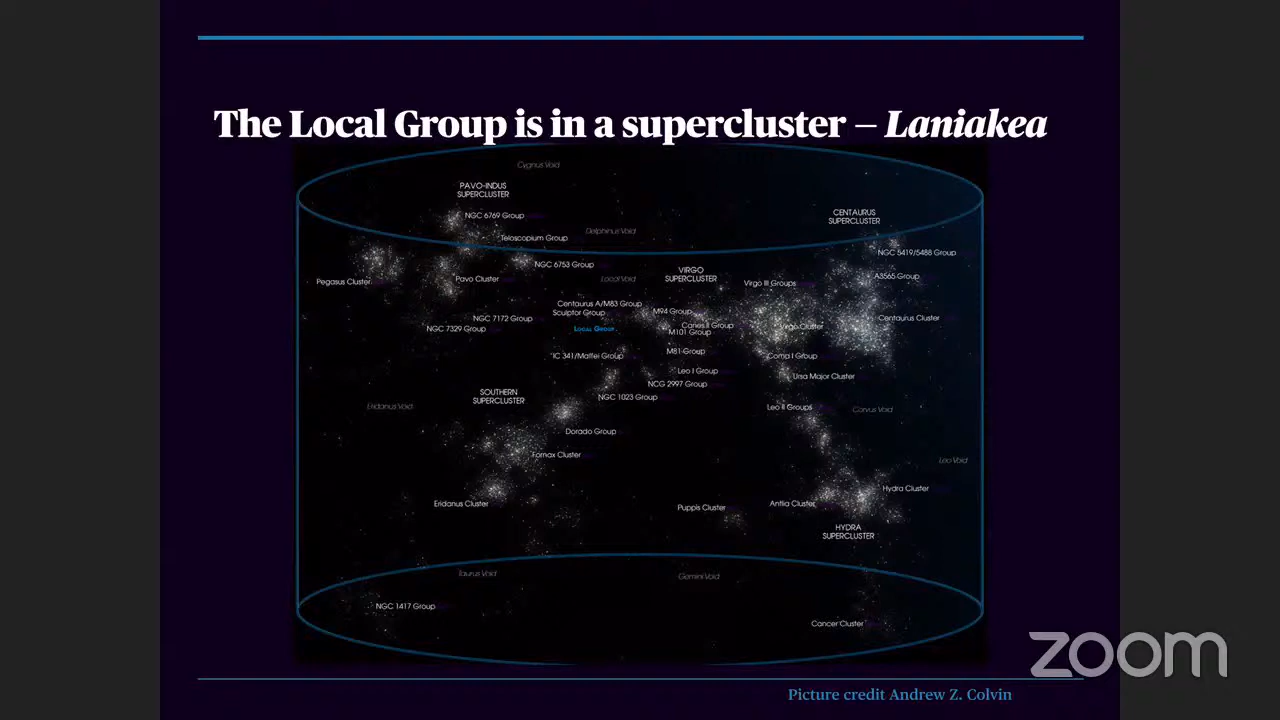 The Local Group is in a supercluster – Laniakea
Cygnus Void
PAVO-INDUS
SUPERCLUSTER
NGC 6769 Group
CENTAURUS
SUPERCLUSTER
Delphinus Void
Teloscopium Group
NGC 5419/5488 Group
NGC 6753 Group
VIRGO
SUPERCLUSTER
A3565 Group
Pegasus Cluster
Pavo Cluster
Local Void
Virgo III Groups
Centaurus A/M83 Group
Sculptor Group
M94 Group
NGC 7172 Group
Centaurus Cluster
NGC 7329 Group
Local Group
Canes II Group
M101 Group
Virgo Cluster
IC 341/Maffei Group
M81 Group
Coma I Group
Leo I Group
Ursa Major Cluster
NCG 2997 Group
SOUTHERN
SUPERCLUSTER
NGC 1023 Group
Eridanus Void
Leo II Groups
Corvus Void
Dorado Group
Fornax Cluster
Leo Void
Hydra Cluster
Eridanus Cluster
Puppis Cluster
Antlia Cluster
HYDRA
SUPERCLUSTER
Taurus Void
Gemini Void
NGC 1417 Group
Cancer Cluster
zoom
Picture credit Andrew Z. Colvin